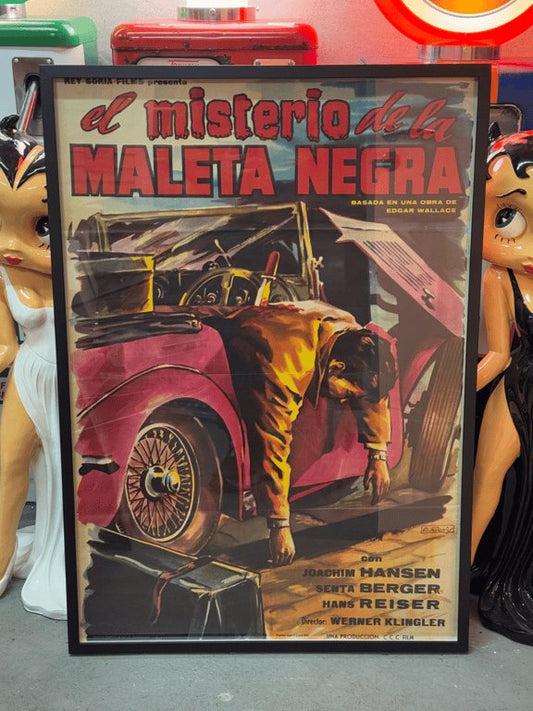 REY SORIA FILMS presenta
el misterio de la
MALETA NEGRA
BASADA EN UNA OBRA DE
EDGAR WALLACE
con
JOACHIM HANSEN
SENTA BERGER
HANS REISER
Director: WERNER KLINGLER
UNA PRODUCCION C.C.C FILM